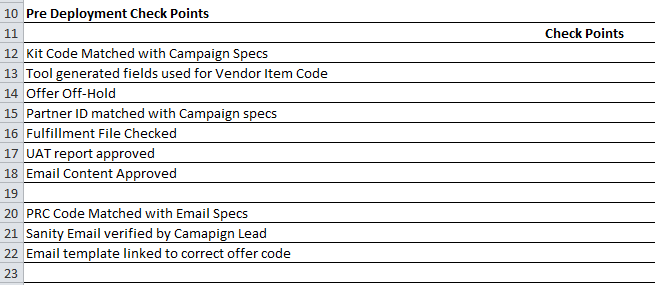 10 Pre Deployment Check Points
11 Check Points
12 Kit Code Matched with Campaign Specs
13 Tool generated fields used for Vendor Item Code
14 Offer Off-Hold
15 Partner ID matched with Campaign specs
16 Fulfillment File Checked
17 UAT report approved
18 Email Content Approved
19
20 PRC Code Matched with Email Specs
21 Sanity Email verified by Camapign Lead
22 Email template linked to correct offer code
23